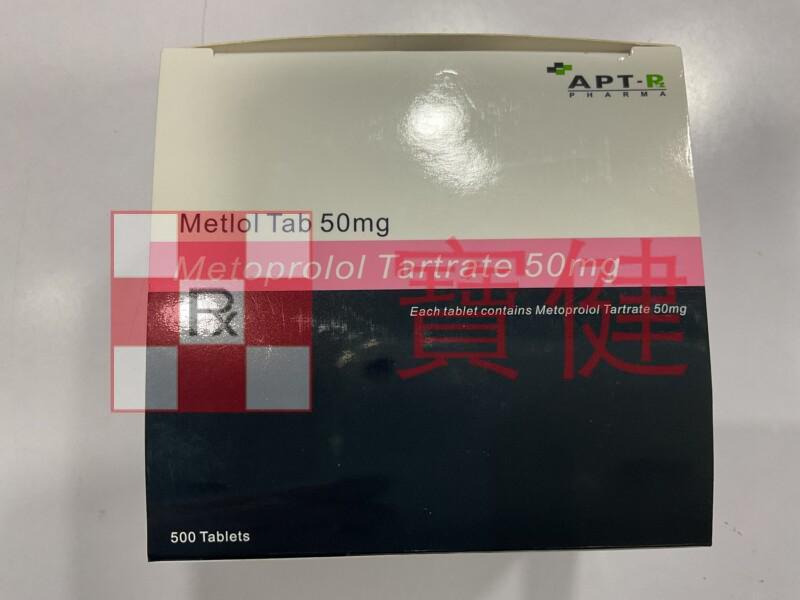 APT-Rx
PHARMA
Metlol Tab 50mg
Metoprolol Tartrate 50mg
Rx
寶健
Each tablet contains Metoprolol Tartrate 50mg
500 Tablets